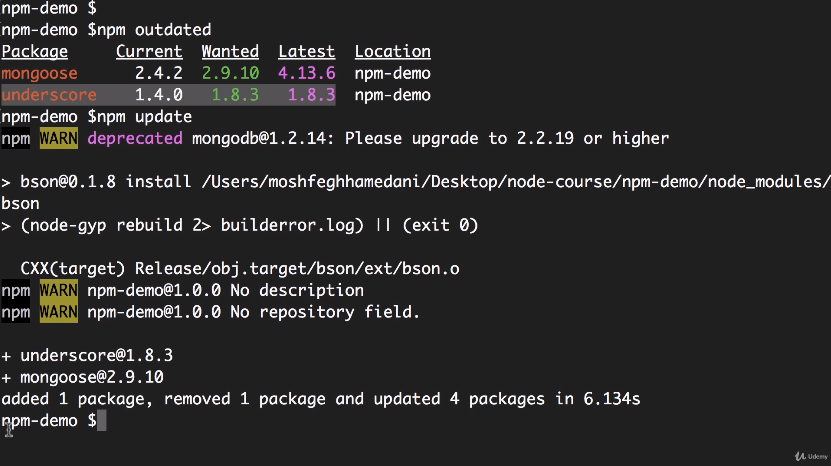 npm-demo $
npm-demo $npm outdated
Package Current Wanted Latest Location
mongoose 2.4.2 2.9.10 4.13.6 npm-demo
underscore 1.4.0 1.8.3 1.8.3 npm-demo
npm-demo $npm update
npm WARN deprecated mongodb@1.2.14: Please upgrade to 2.2.19 or higher
> bson@0.1.8 install /Users/moshfeghhamedani/Desktop/node-course/npm-demo/node_modules/
bson
> (node-gyp rebuild 2> builderror.log) || (exit 0)
CXX(target) Release/obj.target/bson/ext/bson.o
npm WARN npm-demo@1.0.0 No description
npm WARN npm-demo@1.0.0 No repository field.
+ underscore@1.8.3
+ mongoose@2.9.10
added 1 package, removed 1 package and updated 4 packages in 6.134s
npm-demo $
Udemy